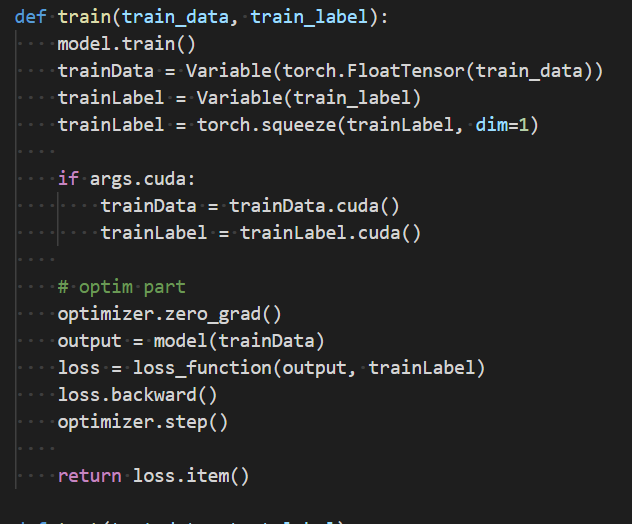 def train(train_data, train_label):
    model.train()
    trainData = Variable(torch.FloatTensor(train_data))
    trainLabel = Variable(train_label)
    trainLabel = torch.squeeze(trainLabel, dim=1)

    if args.cuda:
        trainData = trainData.cuda()
        trainLabel = trainLabel.cuda()

    # optim part
    optimizer.zero_grad()
    output = model(trainData)
    loss = loss_function(output, trainLabel)
    loss.backward()
    optimizer.step()

    return loss.item()